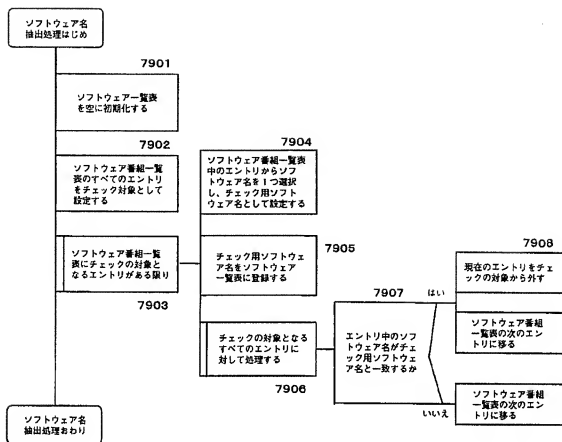 ソフトウェア名
抽出処理はじめ
7901
ソフトウェア一覧表
を空に初期化する
7902
ソフトウェア番組一覧
表のすべてのエントリ
をチェック対象として
設定する
ソフトウェア番組一覧
表にチェックの対象と
なるエントリがある限り
7903
7904
ソフトウェア番組一覧表
中のエントリからソフ
トウェア名を1つ選択
し、チェック用ソフト
ウェア名として設定する
7905
チェック用ソフトウェ
ア名をソフトウェア
一覧表に登録する
チェックの対象となる
すべてのエントリに
対して処理する
7906
7907
エントリ中の
ソフトウェア名がチェッ
ク用ソフトウェ
ア名と一致するか
はい
いいえ
7908
現在のエントリをチェッ
クの対象から外す
ソフトウェア番組
一覧表の次のエン
トリに移る
ソフトウェア番組
一覧表の次のエン
トリに移る
ソフトウェア名
抽出処理おわり